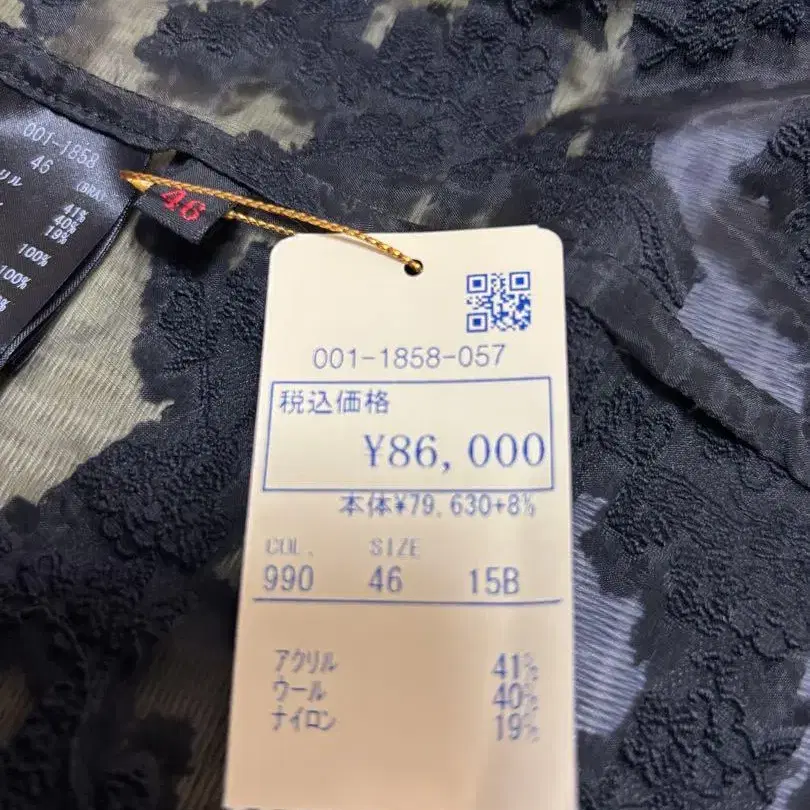 001-1858
46
リル 41%
40%
19%
100%
100%
46
001-1858-057
税込価格
¥86,000
本体¥79,630+8%
COL. SIZE
990 46 15B
アクリル 41%
ウール 40%
ナイロン 19%